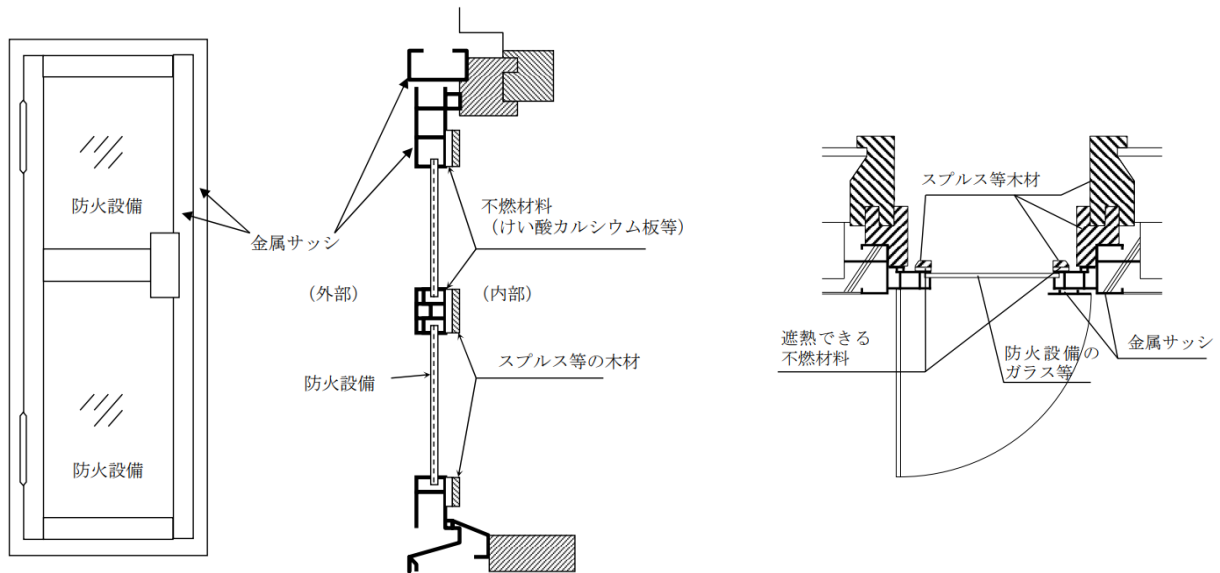 防火設備
防火設備
金属サッシ
不燃材料
（けい酸カルシウム板等）
（外部）
（内部）
防火設備
スプルス等の木材
スプルス等木材
遮熱できる
不燃材料
防火設備の
ガラス等
金属サッシ